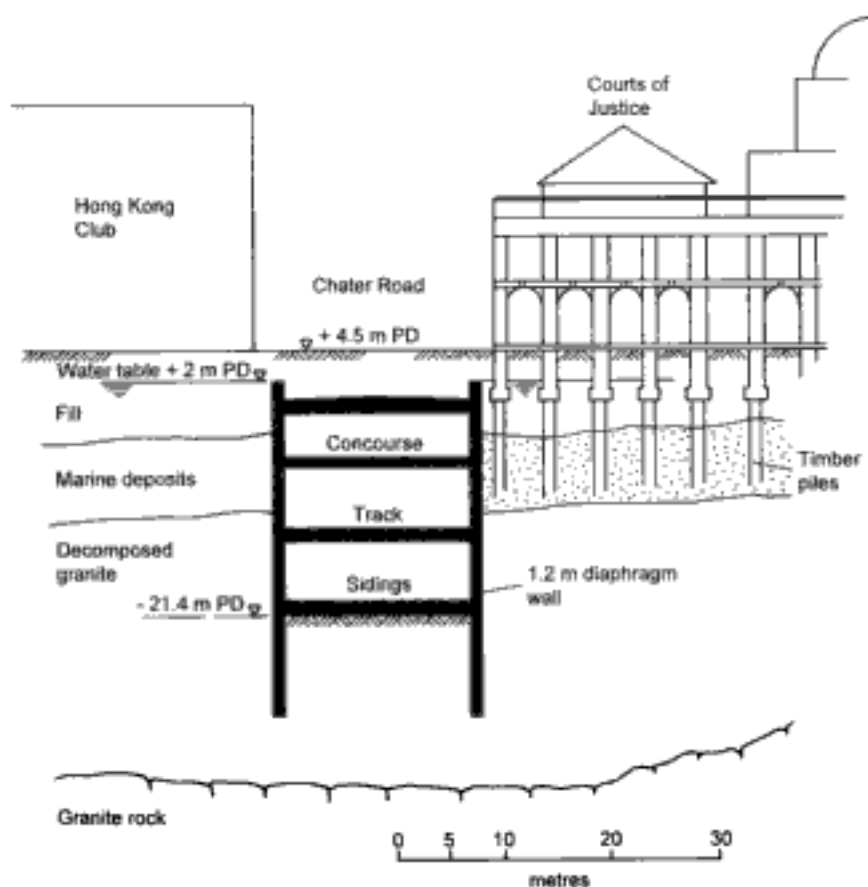 Courts of
Justice
Hong Kong
Club
Chater Road
+ 4.5 m PD
Water table + 2 m PD
Fill
Concourse
Marine deposits
Timber
piles
Track
Decomposed
granite
Sidings
1.2 m diaphragm
wall
- 21.4 m PD
Granite rock
0 5 10 20 30
metres